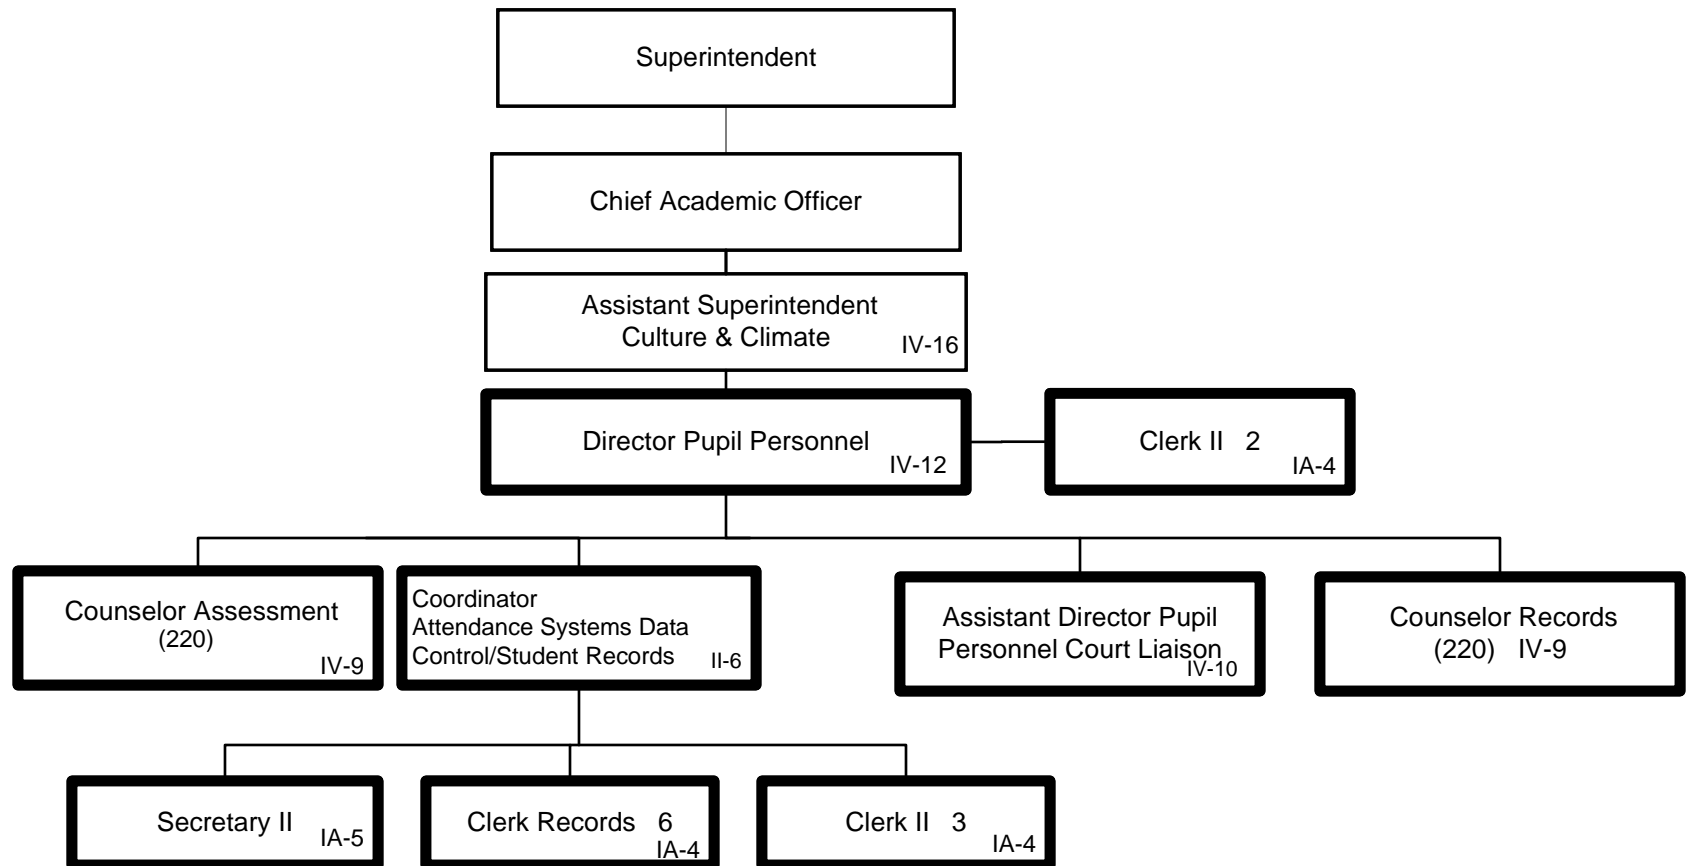 Superintendent
Chief Academic Officer
Assistant Superintendent
Culture & Climate
IV-16
Director Pupil Personnel
IV-12
Clerk II 2
IA-4
Counselor Assessment
(220)
IV-9
Coordinator
Attendance Systems Data
Control/Student Records
II-6
Assistant Director Pupil
Personnel Court Liaison
IV-10
Counselor Records
(220) IV-9
Secretary II
IA-5
Clerk Records 6
IA-4
Clerk II 3
IA-4